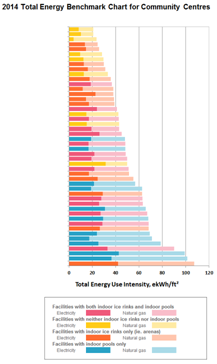 2014 Total Energy Benchmark Chart for Community Centres
0 20 40 60 80 100 120
Total Energy Use Intensity, ekWh/ft²
Facilities with both indoor ice rinks and indoor pools
Electricity Natural gas
Facilities with neither indoor ice rinks nor indoor pools
Electricity Natural gas
Facilities with indoor ice rinks only (ie. arenas)
Electricity Natural gas
Facilities with indoor pools only
Electricity Natural gas